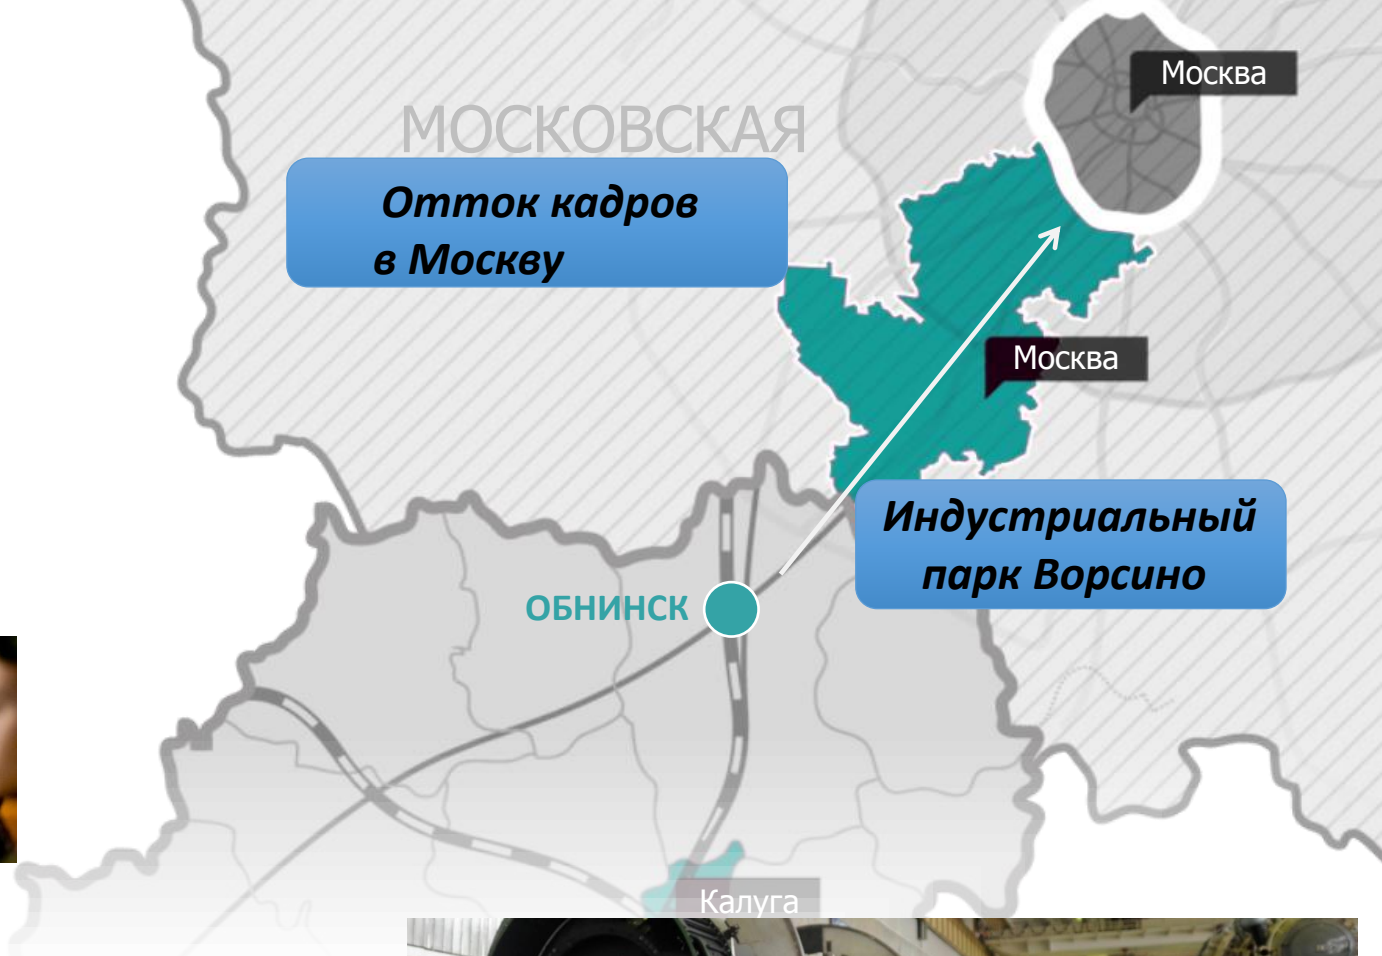 Москва
МОСКОВСКАЯ
Отток кадров
в Москву
Москва
Индустриальный
парк Ворсино
ОБНИНСК
Калуга